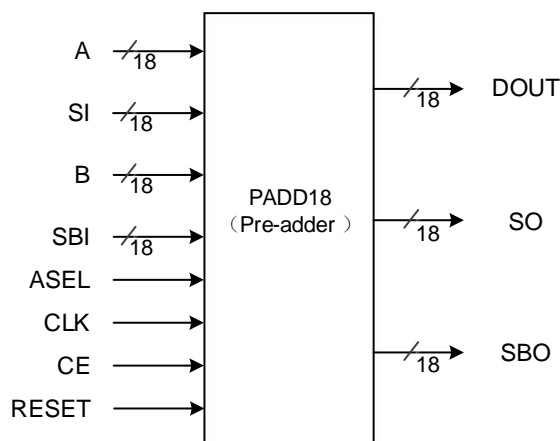 A
18
SI
18
B
18
SBI
18
ASEL
CLK
CE
RESET
PADD18
（Pre-adder ）
18
DOUT
18
SO
18
SBO